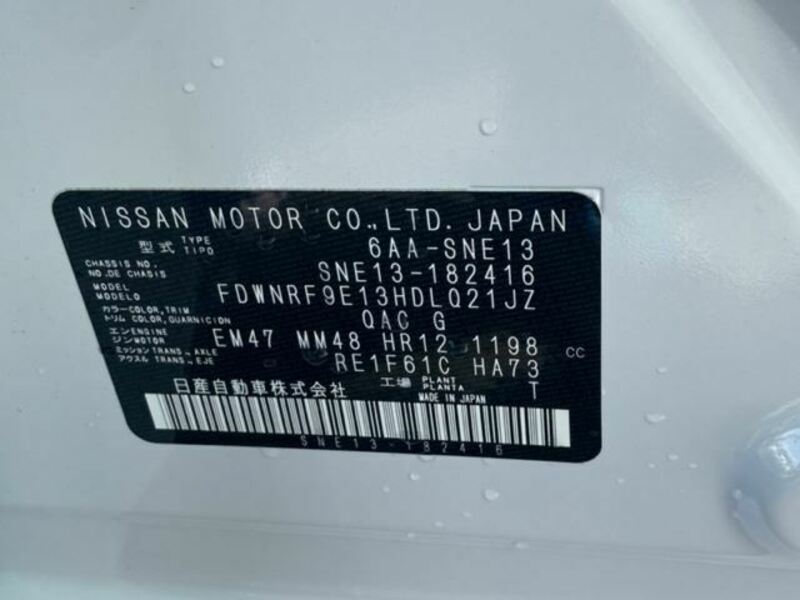 NISSAN MOTOR CO.,LTD. JAPAN
型式 TYPE TIPO 6AA-SNE13
CHASSIS NO. NO.DE CHASIS SNE13-182416
MODEL MODELO FDWNRF9E13HDLQ21JZ
カラー COLOR,TRIM トリム COLOR,GUARNICION QAC G
エンジン ENGINE MOTOR EM47 MM48 HR12 1198 CC
ミッション TRANS., AXLE アクスル TRANS.,EJE RE1F61C HA73
日産自動車株式会社 工場 PLANT PLANTA T
MADE IN JAPAN
SNE13-182416